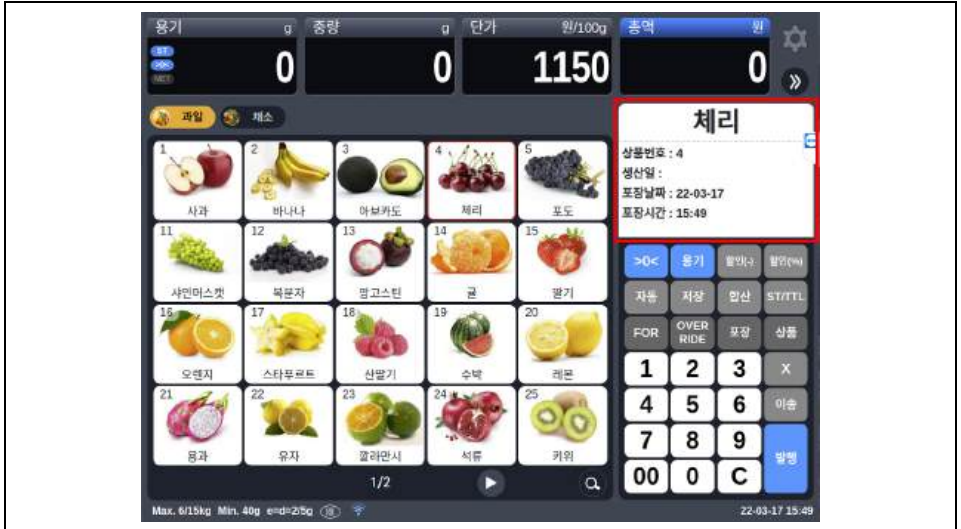 용기 g 중량 g 단가 원/100g 총액 원
ST
>0<
NET
0 0 1150 0
과일 채소
체리
상품번호 : 4
생산일 :
포장날짜 : 22-03-17
포장시간 : 15:49
1 2 3 4 5
사과 바나나 아보카도 체리 포도
11 12 13 14 15
샤인머스켓 복분자 망고스틴 귤 딸기
16 17 18 19 20
오렌지 스타푸르트 산딸기 수박 레몬
21 22 23 24 25
용과 유자 깔라만시 석류 키위
1/2
>0< 용기 할인(-) 할인(%)
자동 저장 합산 ST/TTL
FOR OVER RIDE 포장 상품
1 2 3 X
4 5 6 이송
7 8 9 발행
00 0 C
Max. 6/15kg Min. 40g e=d=2/5g 22-03-17 15:49